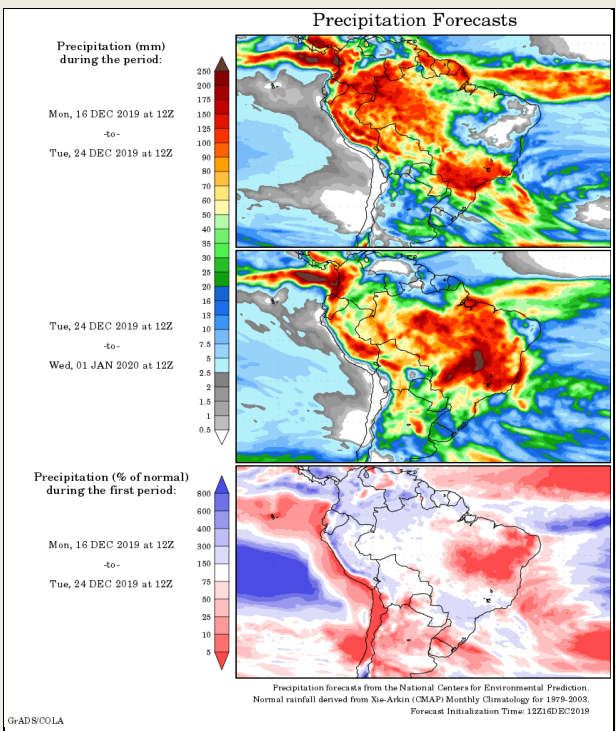 Precipitation Forecasts
Precipitation (mm)
during the period:
Mon, 16 DEC 2019 at 12Z
-to-
Tue, 24 DEC 2019 at 12Z
250
200
175
150
125
100
90
80
70
60
50
40
35
30
25
20
16
13
10
7.5
5
2.5
2
1.5
1
0.5
Tue, 24 DEC 2019 at 12Z
-to-
Wed, 01 JAN 2020 at 12Z
Precipitation (% of normal)
during the first period:
Mon, 16 DEC 2019 at 12Z
-to-
Tue, 24 DEC 2019 at 12Z
800
600
400
300
150
75
50
25
10
5
Precipitation forecasts from the National Centers for Environmental Prediction.
Normal rainfall derived from Xie-Arkin (CMAP) Monthly Climatology for 1979-2003.
Forecast Initialization Time: 12Z16DEC2019
GrADS/COLA